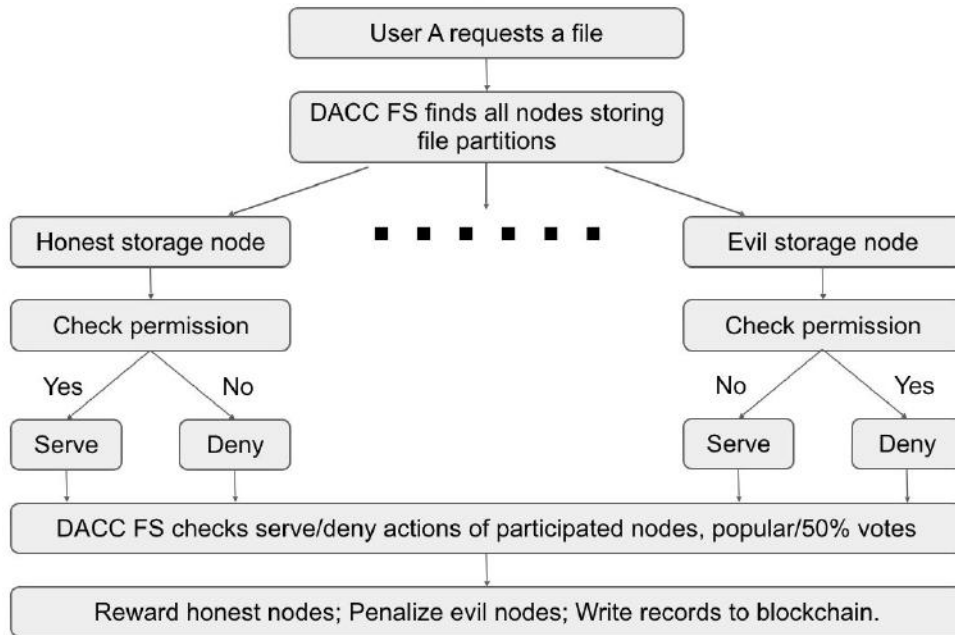 User A requests a file
DACC FS finds all nodes storing
file partitions
Honest storage node
Evil storage node
Check permission
Check permission
Yes
No
No
Yes
Serve
Deny
Serve
Deny
DACC FS checks serve/deny actions of participated nodes, popular/50% votes
Reward honest nodes; Penalize evil nodes; Write records to blockchain.